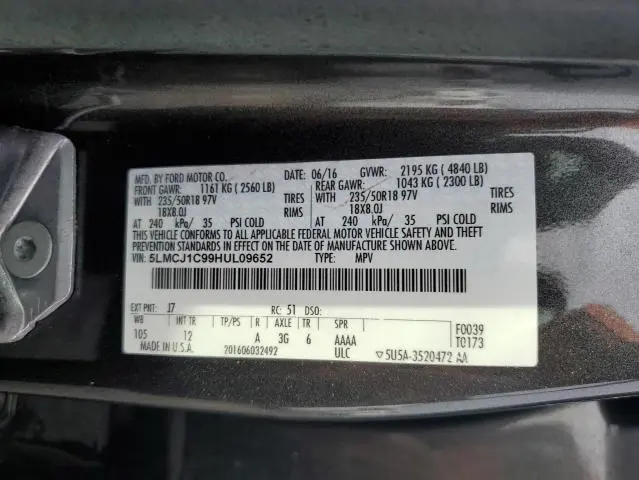 MFD. BY FORD MOTOR CO.
DATE: 06/16 GVWR: 2195 KG ( 4840 LB)
FRONT GAWR: 1161 KG ( 2560 LB)
REAR GAWR: 1043 KG ( 2300 LB)
WITH 235/50R18 97V TIRES
WITH 235/50R18 97V TIRES
18X8.0J RIMS
18X8.0J RIMS
AT 240 kPa/ 35 PSI COLD
AT 240 kPa/ 35 PSI COLD
THIS VEHICLE CONFORMS TO ALL APPLICABLE FEDERAL MOTOR VEHICLE SAFETY AND THEFT
PREVENTION STANDARDS IN EFFECT ON THE DATE OF MANUFACTURE SHOWN ABOVE.
VIN: 5LMCJ1C99HUL09652 TYPE: MPV
EXT PNT: J7 RC: 51 DSO:
WB INT TR TP/PS R AXLE TR SPR
105 12 A 3G 6 AAAA
F0039
T0173
MADE IN U.S.A. 201606032492 ULC 5U5A-3520472 AA